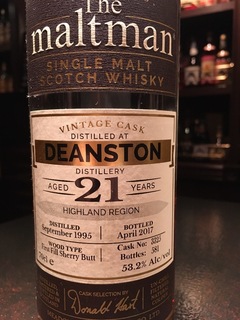 The
maltman
SINGLE MALT
SCOTCH WHISKY
VINTAGE CASK
DISTILLED AT
DEANSTON
DISTILLERY
AGED 21 YEARS
HIGHLAND REGION
DISTILLED BOTTLED
September 1995 April 2017
WOOD TYPE Cask No:
First Fill Sherry Butt Bottles:
70cl 53.2% Alc/vol
CASK SELECTION BY
Donald Hart